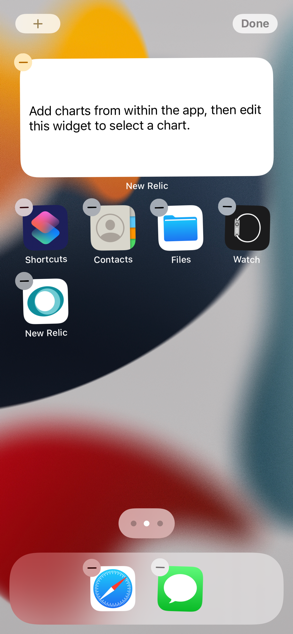 + Done
Add charts from within the app, then edit
this widget to select a chart.
New Relic
Shortcuts Contacts Files Watch
New Relic